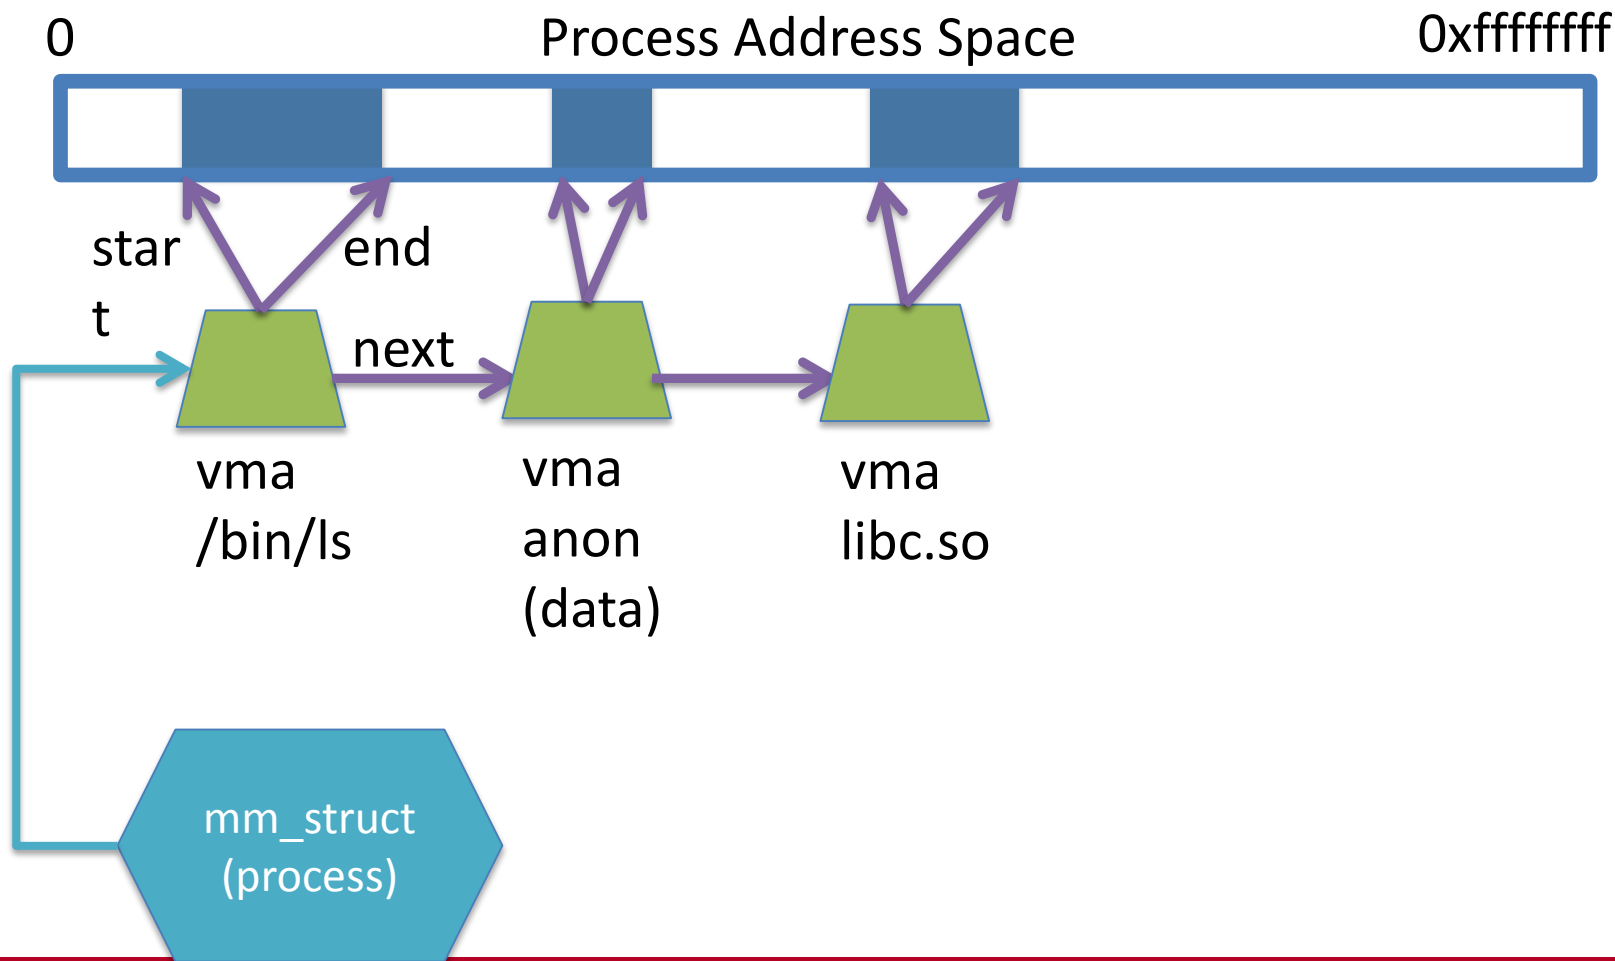 0
Process Address Space
0xffffffff
star
t
end
next
vma
/bin/ls
vma
anon
(data)
vma
libc.so
mm_struct
(process)